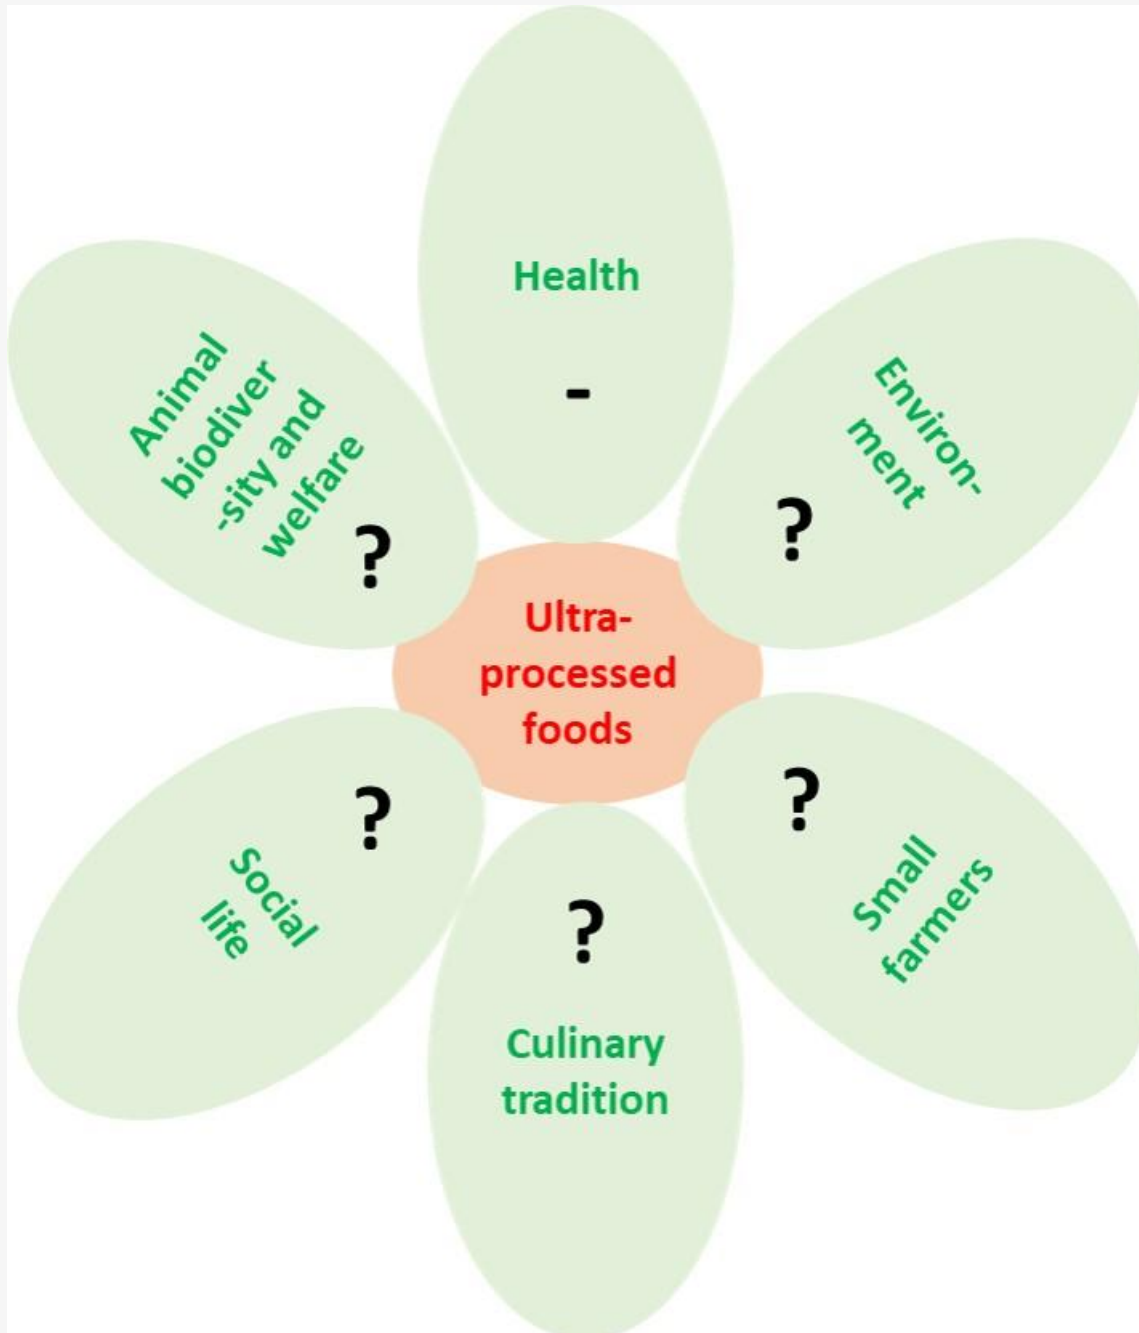 Health
-
Environ-
ment
?
Animal
biodiver
-sity and
welfare
?
Ultra-
processed
foods
?
Social
life
?
Small
farmers
?
Culinary
tradition